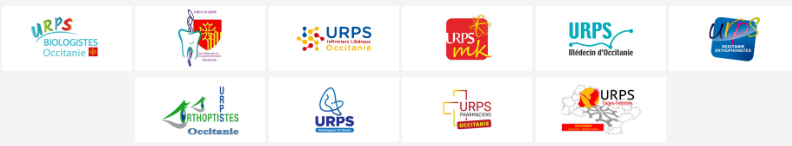 URPS
BIOLOGISTES
Occitanie
URPS
Infirmiers Libéraux
Occitanie
URPS
mk
URPS
Médecin d'Occitanie
urps
OCCITANIE
ORTHOPHONISTES
URPS
ORTHOPTISTES
Occitanie
URPS
URPS
PHARMACIENS
OCCITANIE
URPS
Sages-Femmes